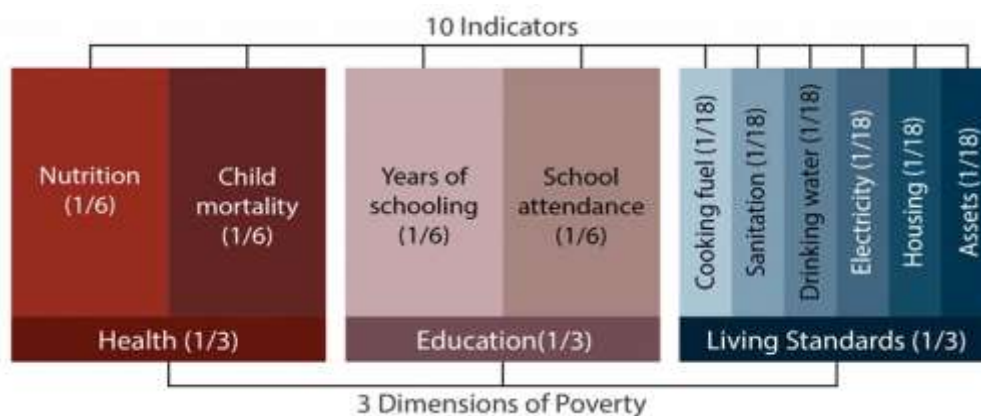 10 Indicators
Nutrition
(1/6)
Child
mortality
(1/6)
Years of
schooling
(1/6)
School
attendance
(1/6)
Cooking fuel (1/18)
Sanitation (1/18)
Drinking water (1/18)
Electricity (1/18)
Housing (1/18)
Assets (1/18)
Health (1/3)
Education(1/3)
Living Standards (1/3)
3 Dimensions of Poverty